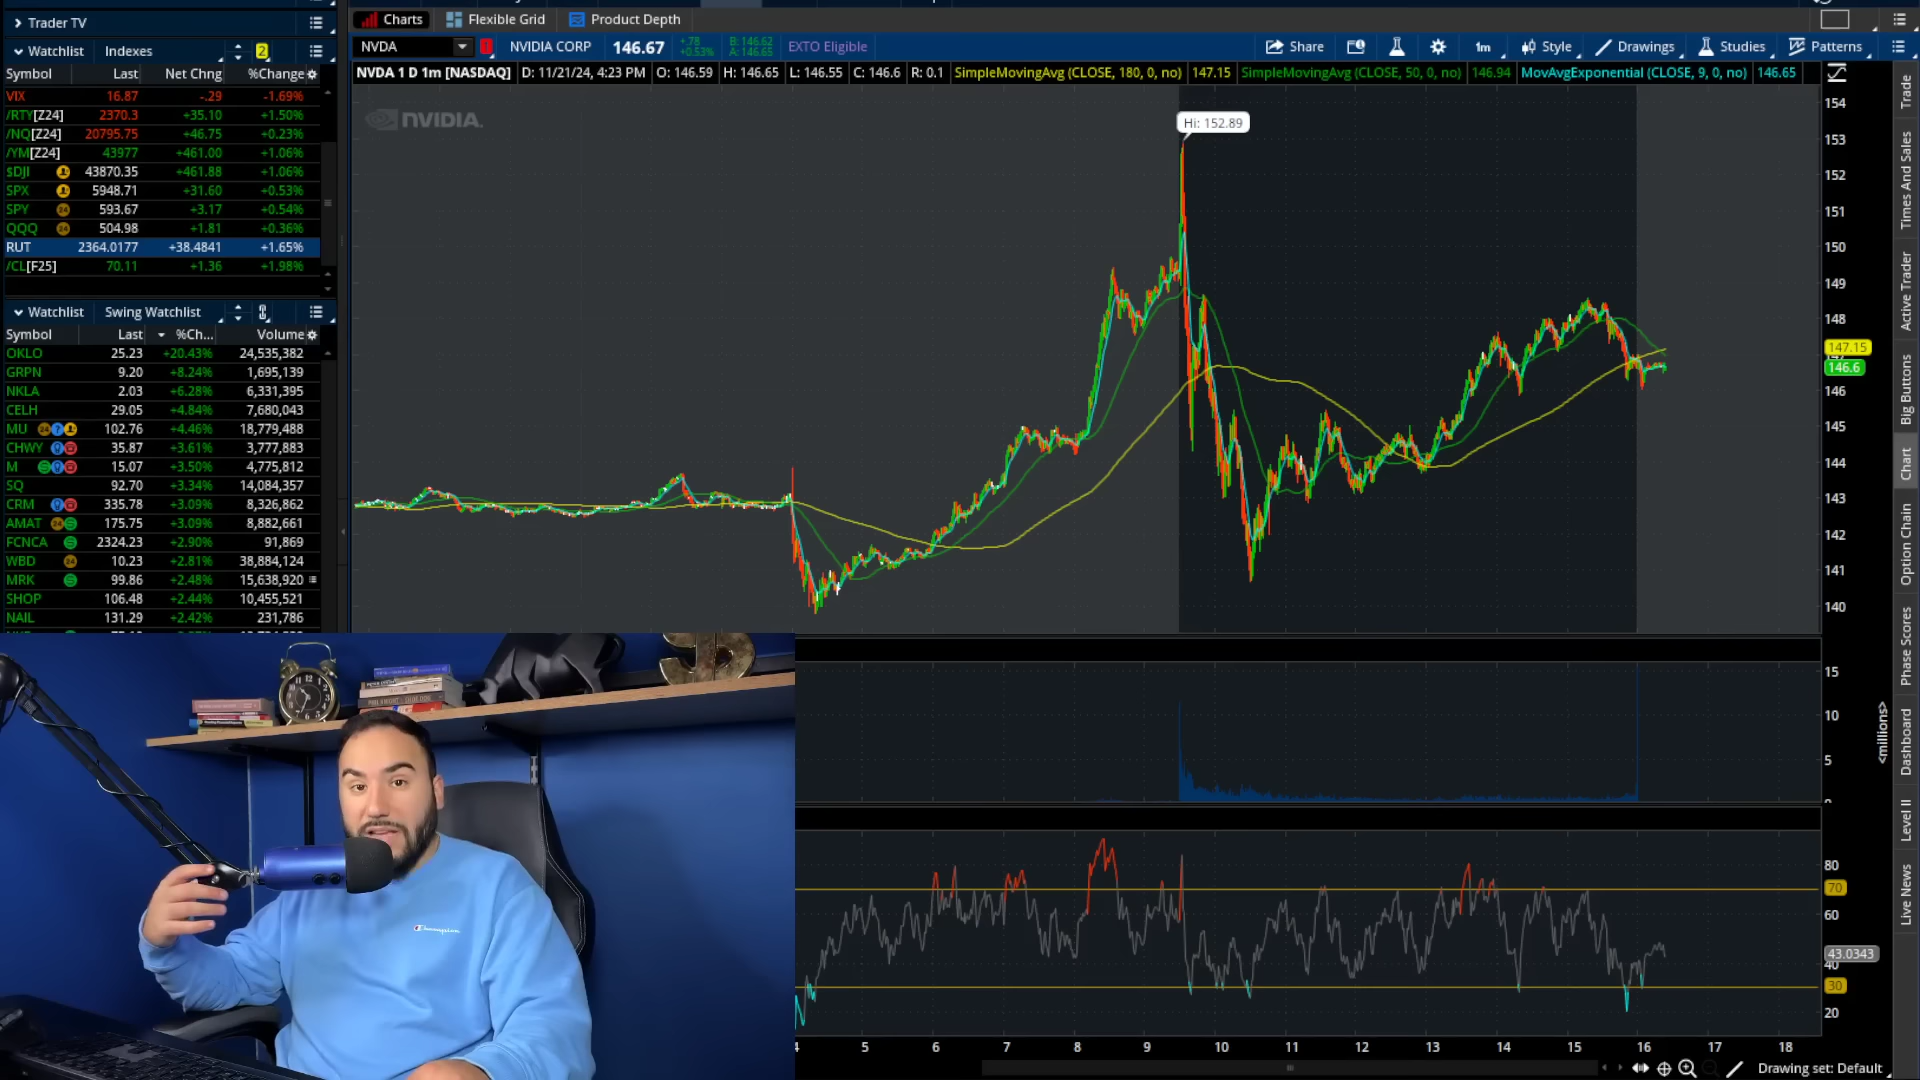 Trader TV
Watchlist Indexes 2
Symbol Last Net Chng %Change
VIX 16.87 -.29 -1.69%
/RTY[Z24] 2370.3 +35.10 +1.50%
/NQ[Z24] 20795.75 +46.75 +0.23%
/YM[Z24] 43977 +461.00 +1.06%
$DJI 43870.35 +461.88 +1.06%
SPX 5948.71 +31.60 +0.53%
SPY 593.67 +3.17 +0.54%
QQQ 504.98 +1.81 +0.36%
RUT 2364.0177 +38.4841 +1.65%
/CL[F25] 70.11 +1.36 +1.98%
Watchlist Swing Watchlist
Symbol Last %Ch... Volume
OKLO 25.23 +20.43% 24,535,382
GRPN 9.20 +8.24% 1,695,139
NKLA 2.03 +6.28% 6,331,395
CELH 29.05 +4.84% 7,680,043
MU 102.76 +4.46% 18,779,488
CHWY 35.87 +3.61% 3,777,883
M 15.07 +3.50% 4,775,812
SQ 92.70 +3.34% 14,084,357
CRM 335.78 +3.09% 8,326,862
AMAT 175.75 +3.09% 8,882,661
FCNCA 2324.23 +2.90% 91,869
WBD 10.23 +2.81% 38,884,124
MRK 99.86 +2.48% 15,638,920
SHOP 106.48 +2.44% 10,455,521
NAIL 131.29 +2.42% 231,786
Charts Flexible Grid Product Depth
NVDA NVIDIA CORP 146.67 +.78 +0.53% B: 146.62 A: 146.65 EXTO Eligible Share 1m Style Drawings Studies Patterns
NVDA 1 D 1m [NASDAQ] D: 11/21/24, 4:23 PM O: 146.59 H: 146.65 L: 146.55 C: 146.6 R: 0.1 SimpleMovingAvg (CLOSE, 180, 0, no) 147.15 SimpleMovingAvg (CLOSE, 50, 0, no) 146.94 MovAvgExponential (CLOSE, 9, 0, no) 146.65
NVIDIA.
Hi: 152.89
154
153
152
151
150
149
148
147.15
146.6
146
145
144
143
142
141
140
15
10
5
<millions>
80
70
60
43.0343
40
30
20
4 5 6 7 8 9 10 11 12 13 14 15 16 17 18
Drawing set: Default
Trade
Times And Sales
Active Trader
Big Buttons
Chart
Option Chain
Phase Scores
Dashboard
Level II
Live News
Champion